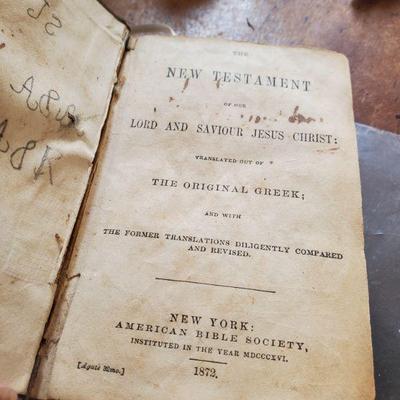 THE
NEW TESTAMENT
OF OUR
LORD AND SAVIOUR JESUS CHRIST:
TRANSLATED OUT OF
THE ORIGINAL GREEK;
AND WITH
THE FORMER TRANSLATIONS DILIGENTLY COMPARED
AND REVISED.
NEW YORK:
AMERICAN BIBLE SOCIETY,
INSTITUTED IN THE YEAR MDCCCXVI.
1872.
[Agate 32mo.]